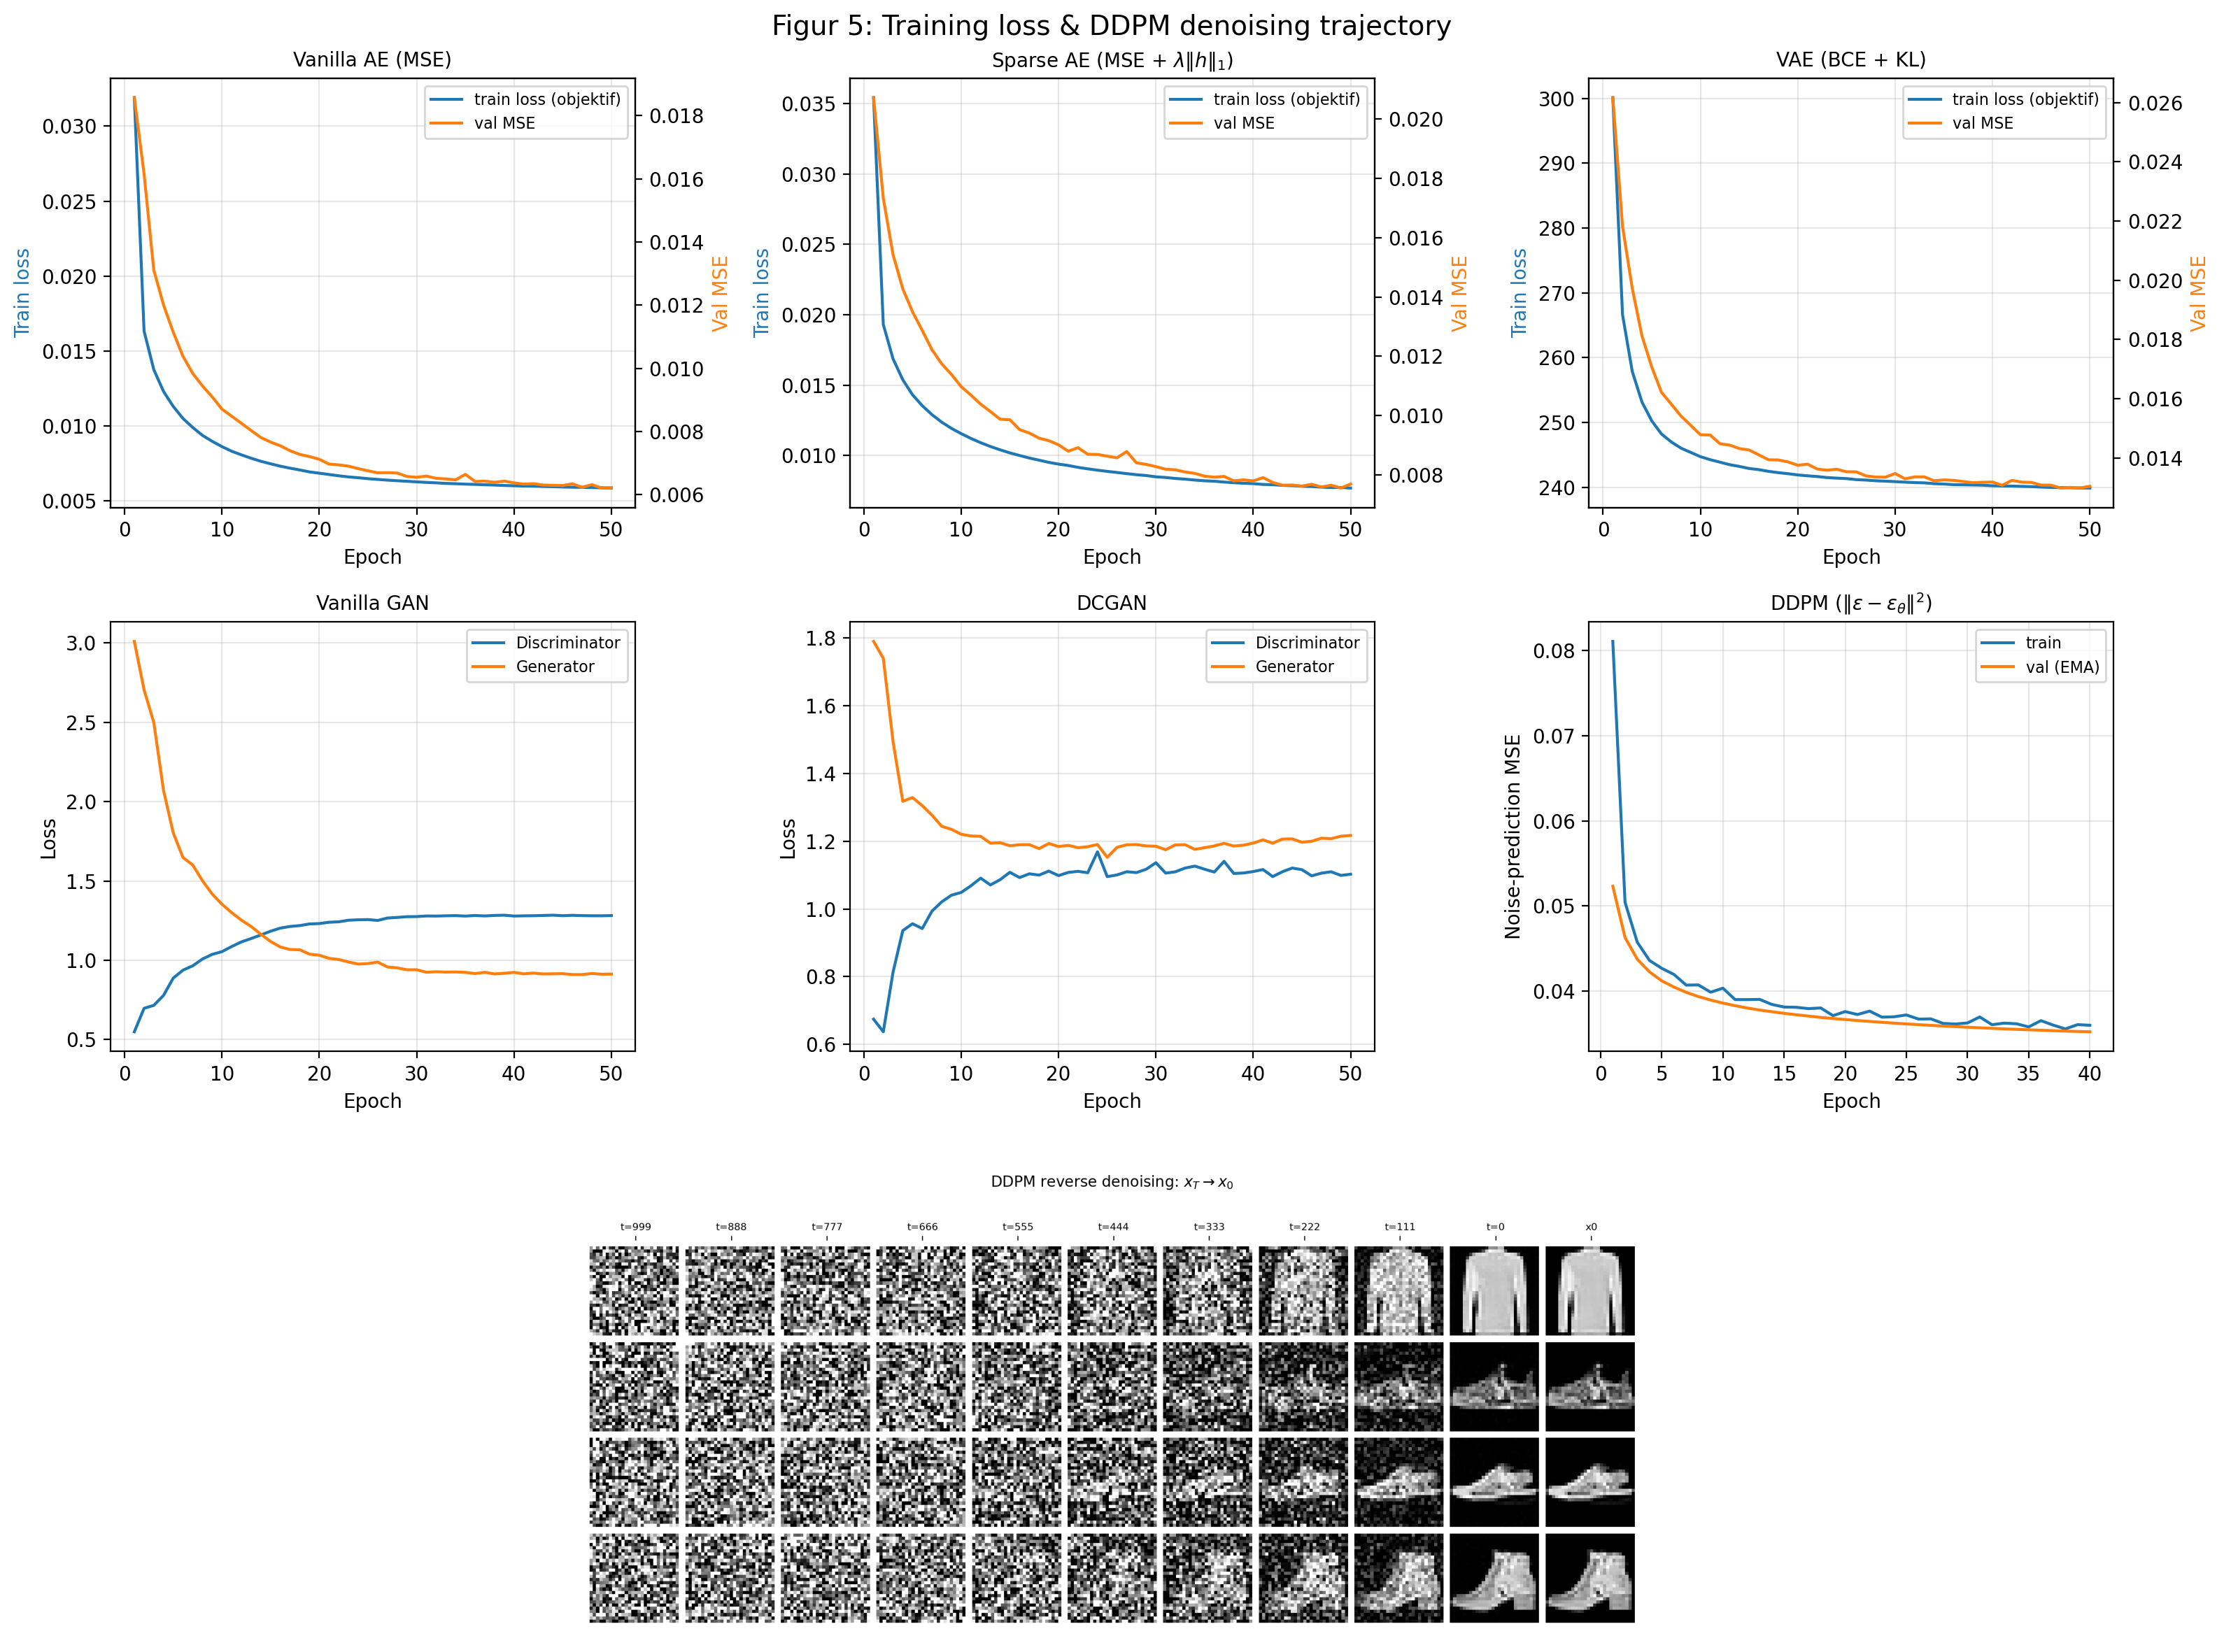 Figur 5: Training loss & DDPM denoising trajectory
Vanilla AE (MSE)
train loss (objektif)
val MSE
0.030
0.025
0.020
0.015
0.010
0.005
Train loss
0.018
0.016
0.014
0.012
0.010
0.008
0.006
Val MSE
0 10 20 30 40 50
Epoch
Sparse AE (MSE + λ‖h‖₁)
train loss (objektif)
val MSE
0.035
0.030
0.025
0.020
0.015
0.010
Train loss
0.020
0.018
0.016
0.014
0.012
0.010
0.008
Val MSE
0 10 20 30 40 50
Epoch
VAE (BCE + KL)
train loss (objektif)
val MSE
300
290
280
270
260
250
240
Train loss
0.026
0.024
0.022
0.020
0.018
0.016
0.014
Val MSE
0 10 20 30 40 50
Epoch
Vanilla GAN
Discriminator
Generator
3.0
2.5
2.0
1.5
1.0
0.5
Loss
0 10 20 30 40 50
Epoch
DCGAN
Discriminator
Generator
1.8
1.6
1.4
1.2
1.0
0.8
0.6
Loss
0 10 20 30 40 50
Epoch
DDPM (‖ε − ε_θ‖²)
train
val (EMA)
0.08
0.07
0.06
0.05
0.04
Noise-prediction MSE
0 5 10 15 20 25 30 35 40
Epoch
DDPM reverse denoising: x_T → x₀
t=999 t=888 t=777 t=666 t=555 t=444 t=333 t=222 t=111 t=0 x0